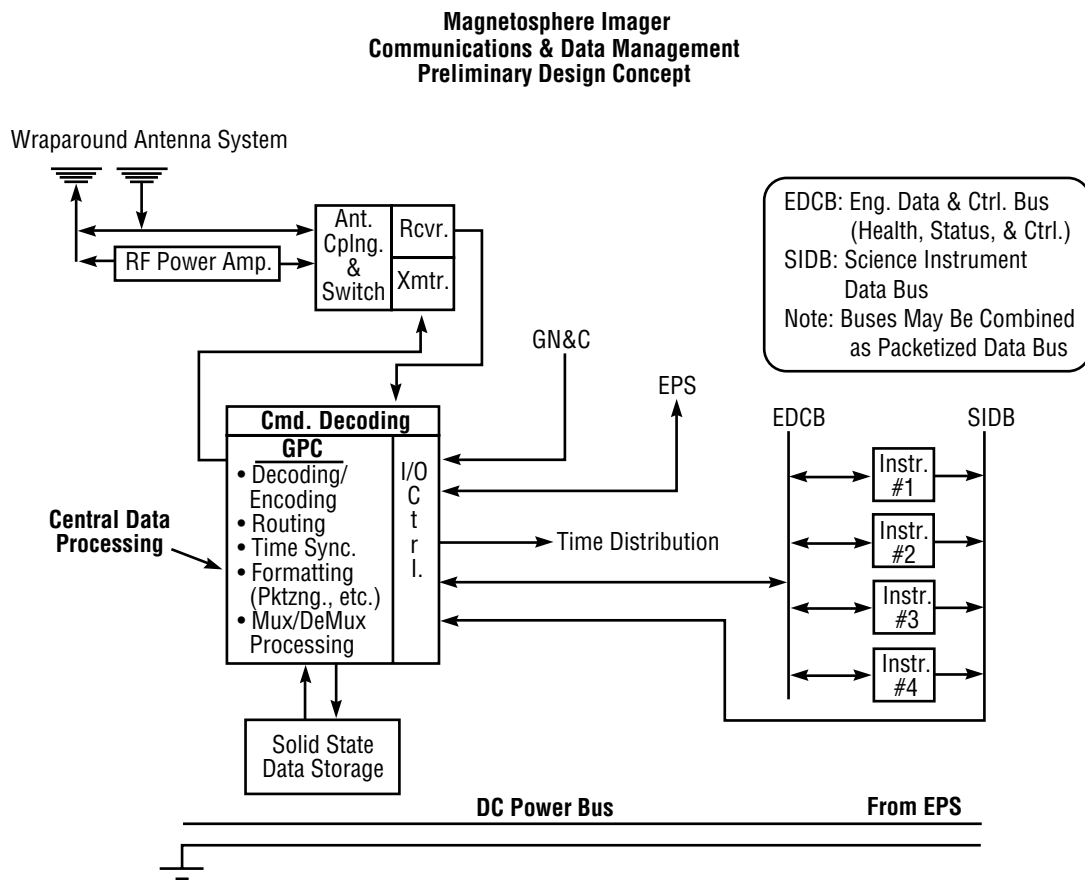 Magnetosphere Imager
Communications & Data Management
Preliminary Design Concept
Wraparound Antenna System
RF Power Amp.
Ant.
Cplng.
&
Switch
Rcvr.
Xmtr.
EDCB: Eng. Data & Ctrl. Bus
(Health, Status, & Ctrl.)
SIDB: Science Instrument
Data Bus
Note: Buses May Be Combined
as Packetized Data Bus
GN&C
EPS
Cmd. Decoding
GPC
• Decoding/
Encoding
• Routing
• Time Sync.
• Formatting
(Pktzng., etc.)
• Mux/DeMux
Processing
I/O
C
t
r
l.
Central Data
Processing
Time Distribution
EDCB
SIDB
Instr.
#1
Instr.
#2
Instr.
#3
Instr.
#4
Solid State
Data Storage
DC Power Bus
From EPS